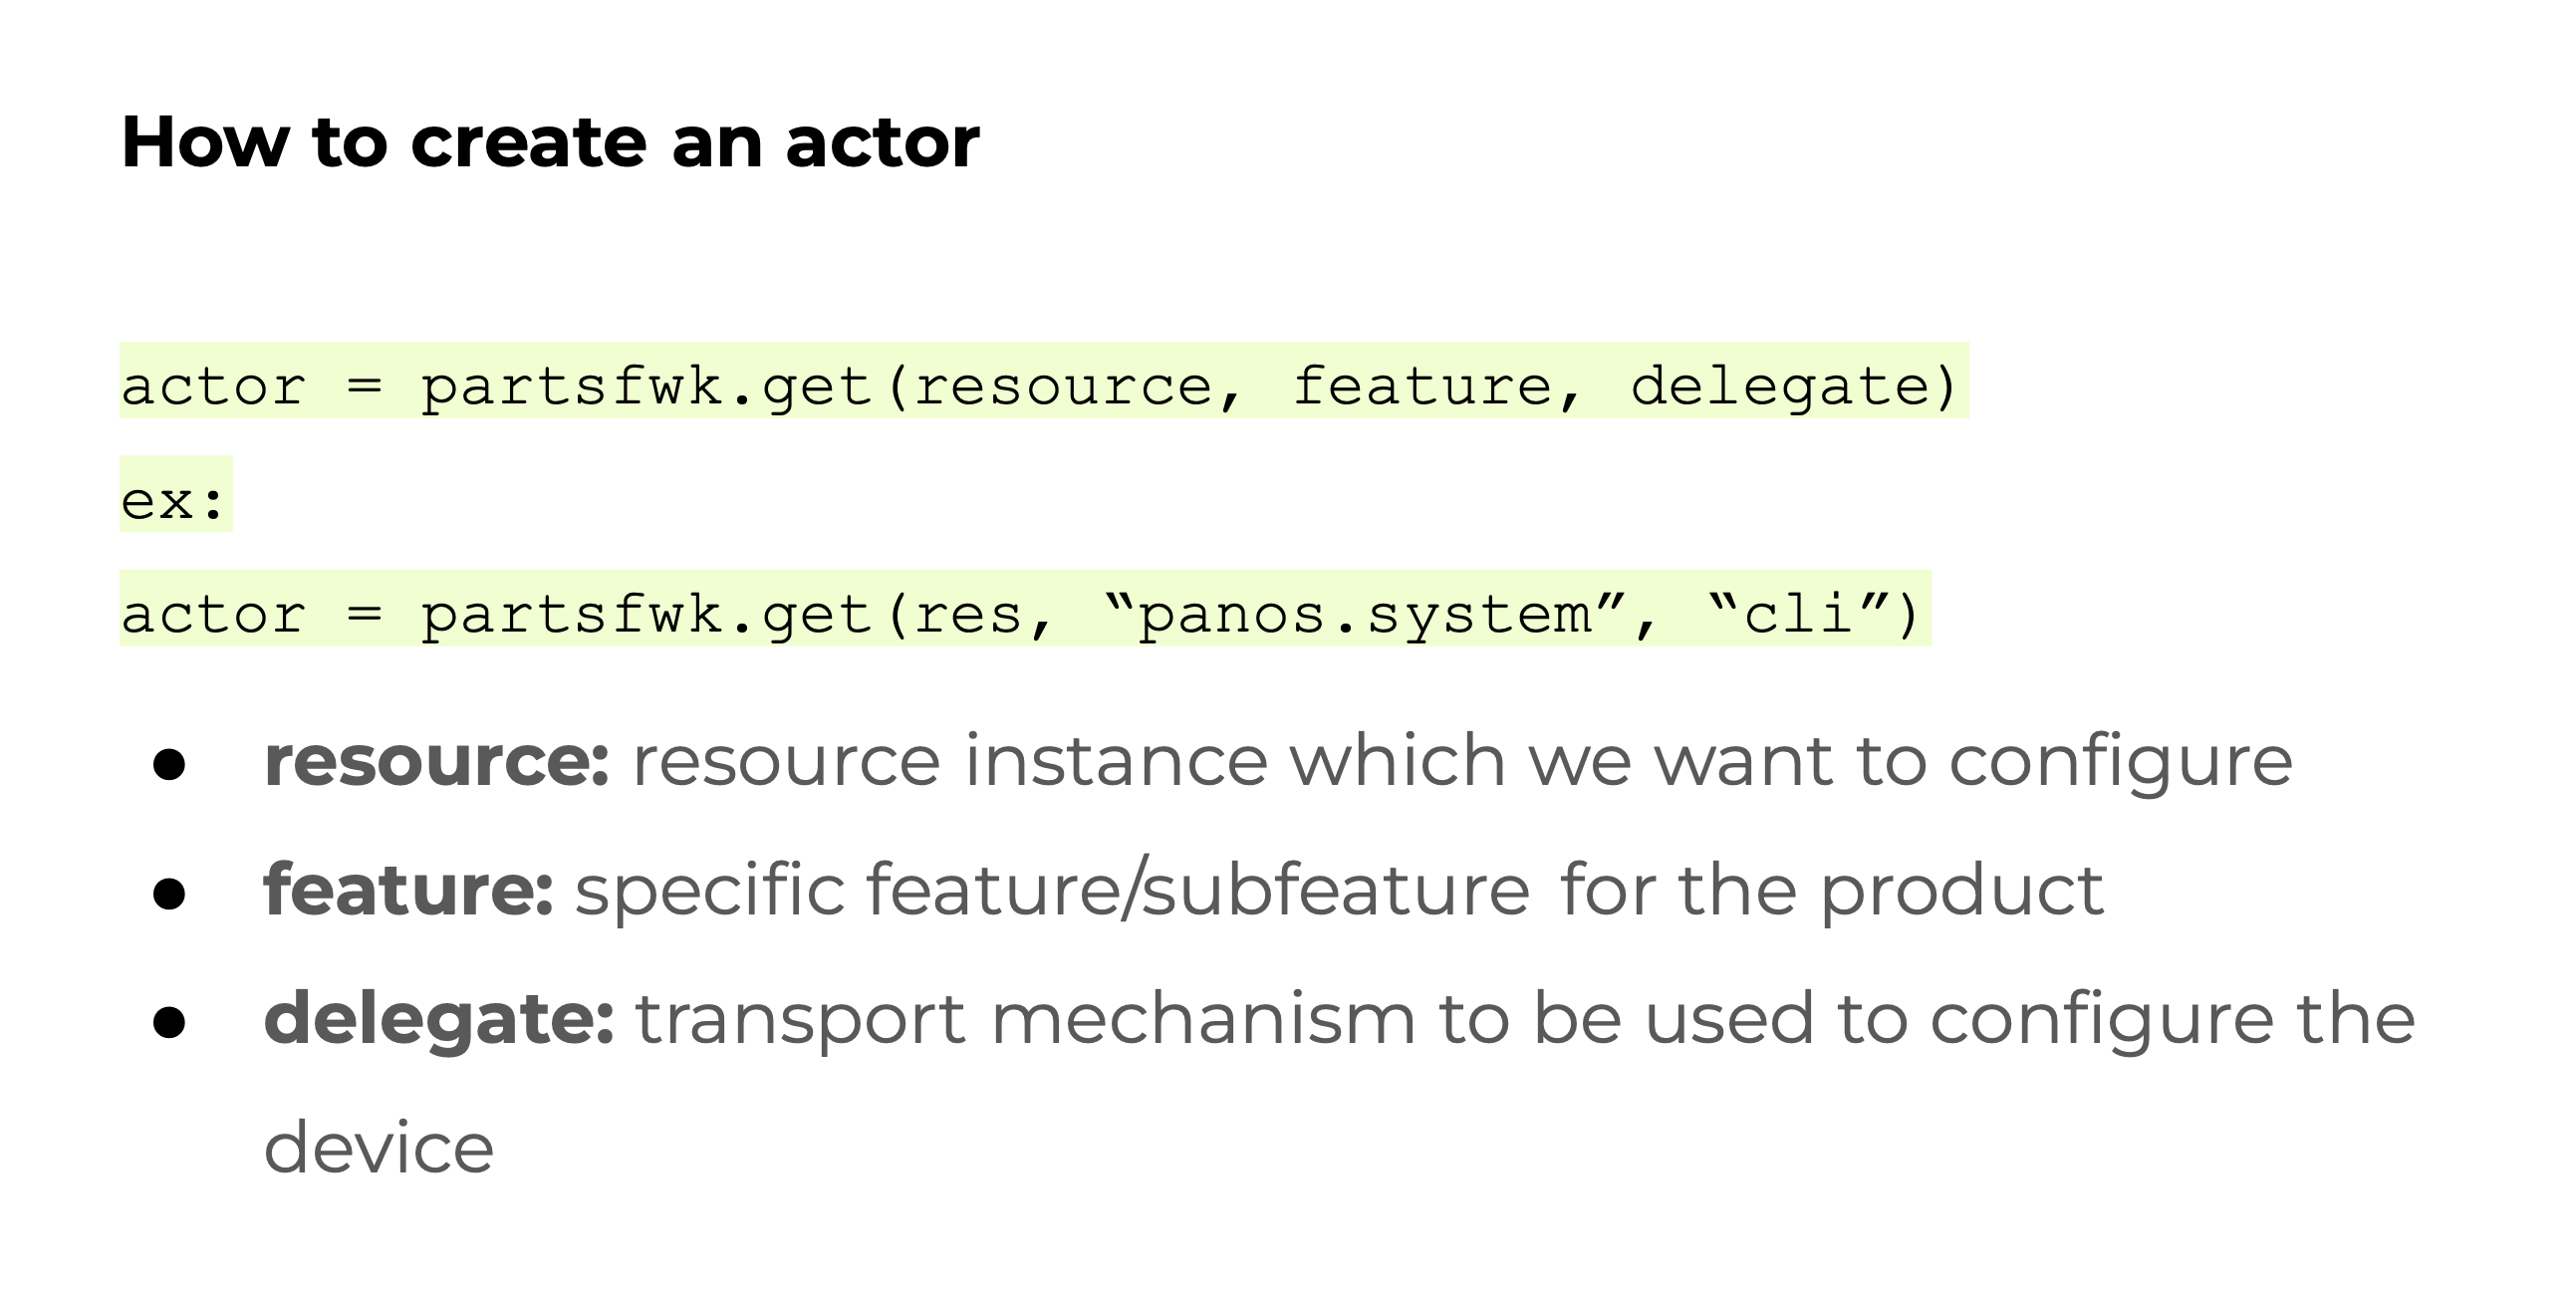 How to create an actor
actor = partsfwk.get(resource, feature, delegate)
ex:
actor = partsfwk.get(res, “panos.system”, “cli”)
● resource: resource instance which we want to configure
● feature: specific feature/subfeature for the product
● delegate: transport mechanism to be used to configure the
device